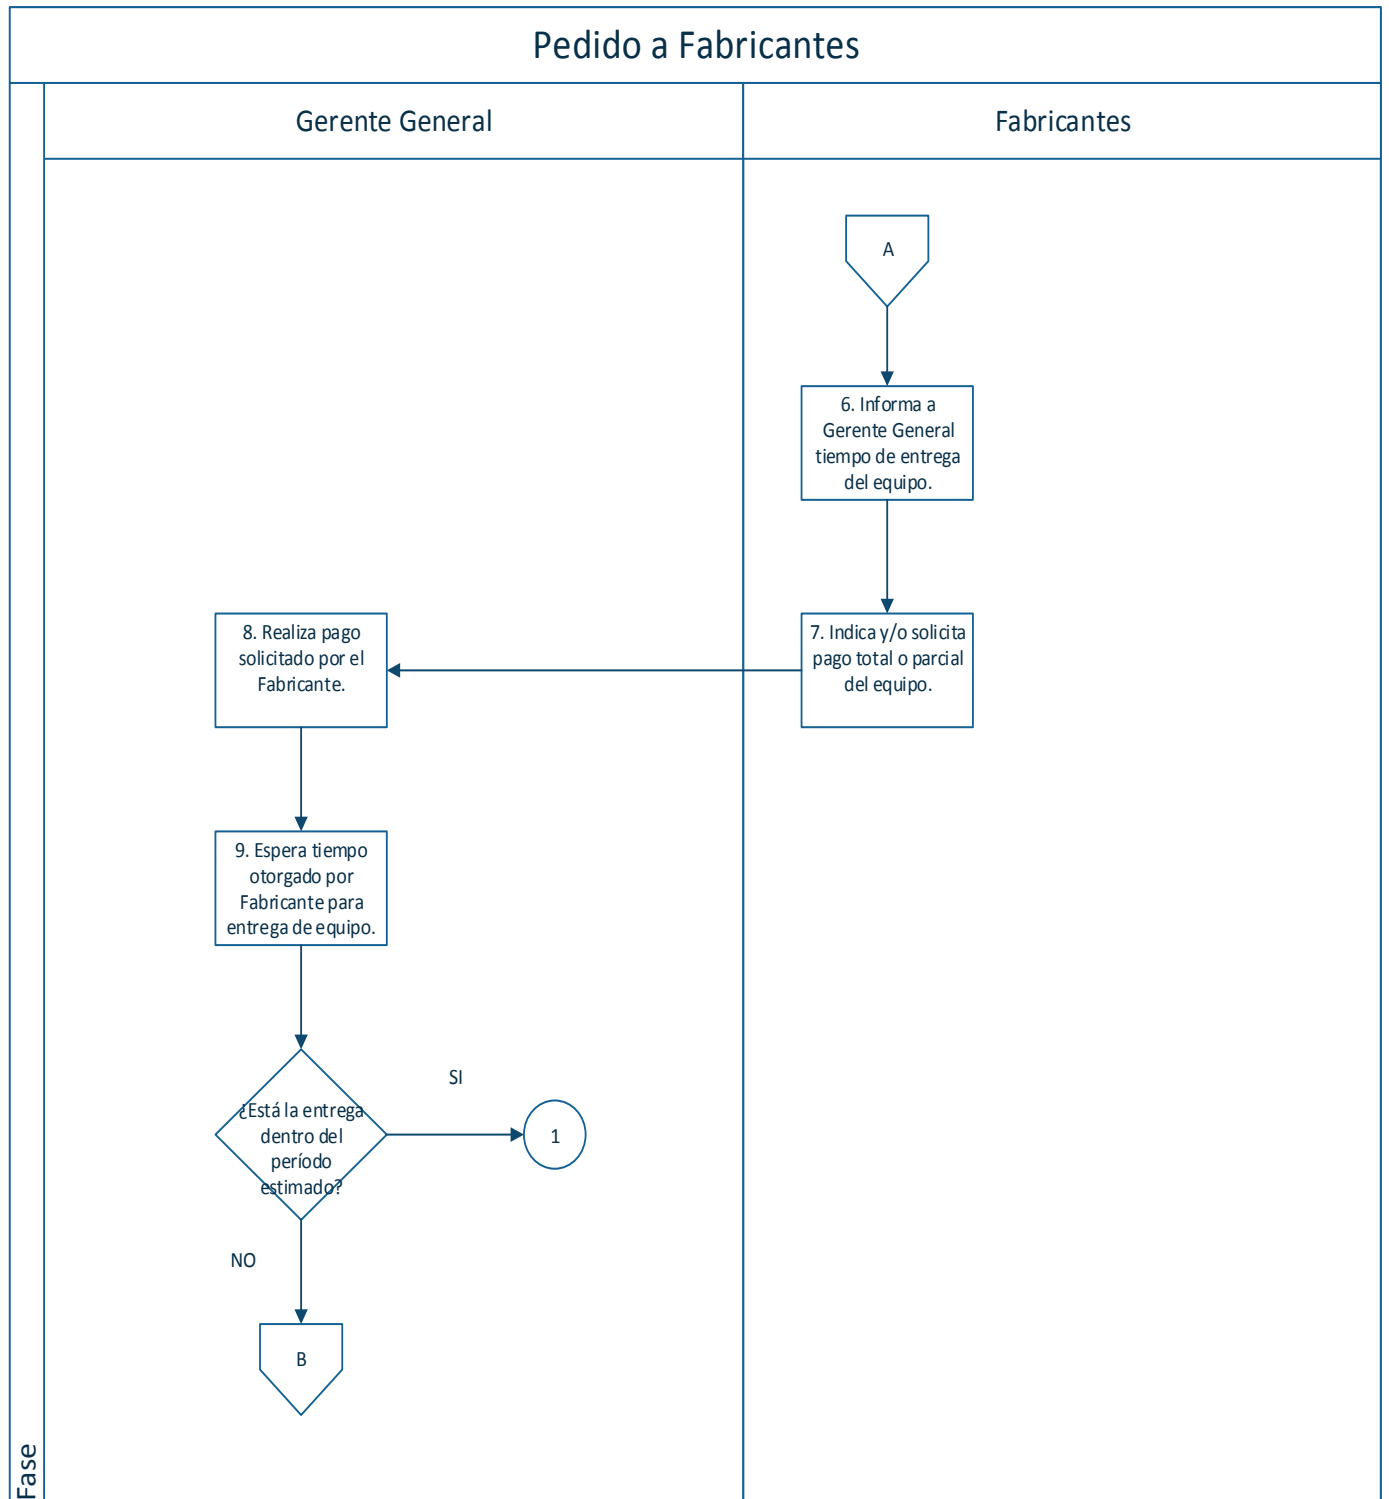 Pedido a Fabricantes
Gerente General
Fabricantes
A
6. Informa a
Gerente General
tiempo de entrega
del equipo.
7. Indica y/o solicita
pago total o parcial
del equipo.
8. Realiza pago
solicitado por el
Fabricante.
9. Espera tiempo
otorgado por
Fabricante para
entrega de equipo.
¿Está la entrega
dentro del
período
estimado?
SI
1
NO
B
Fase